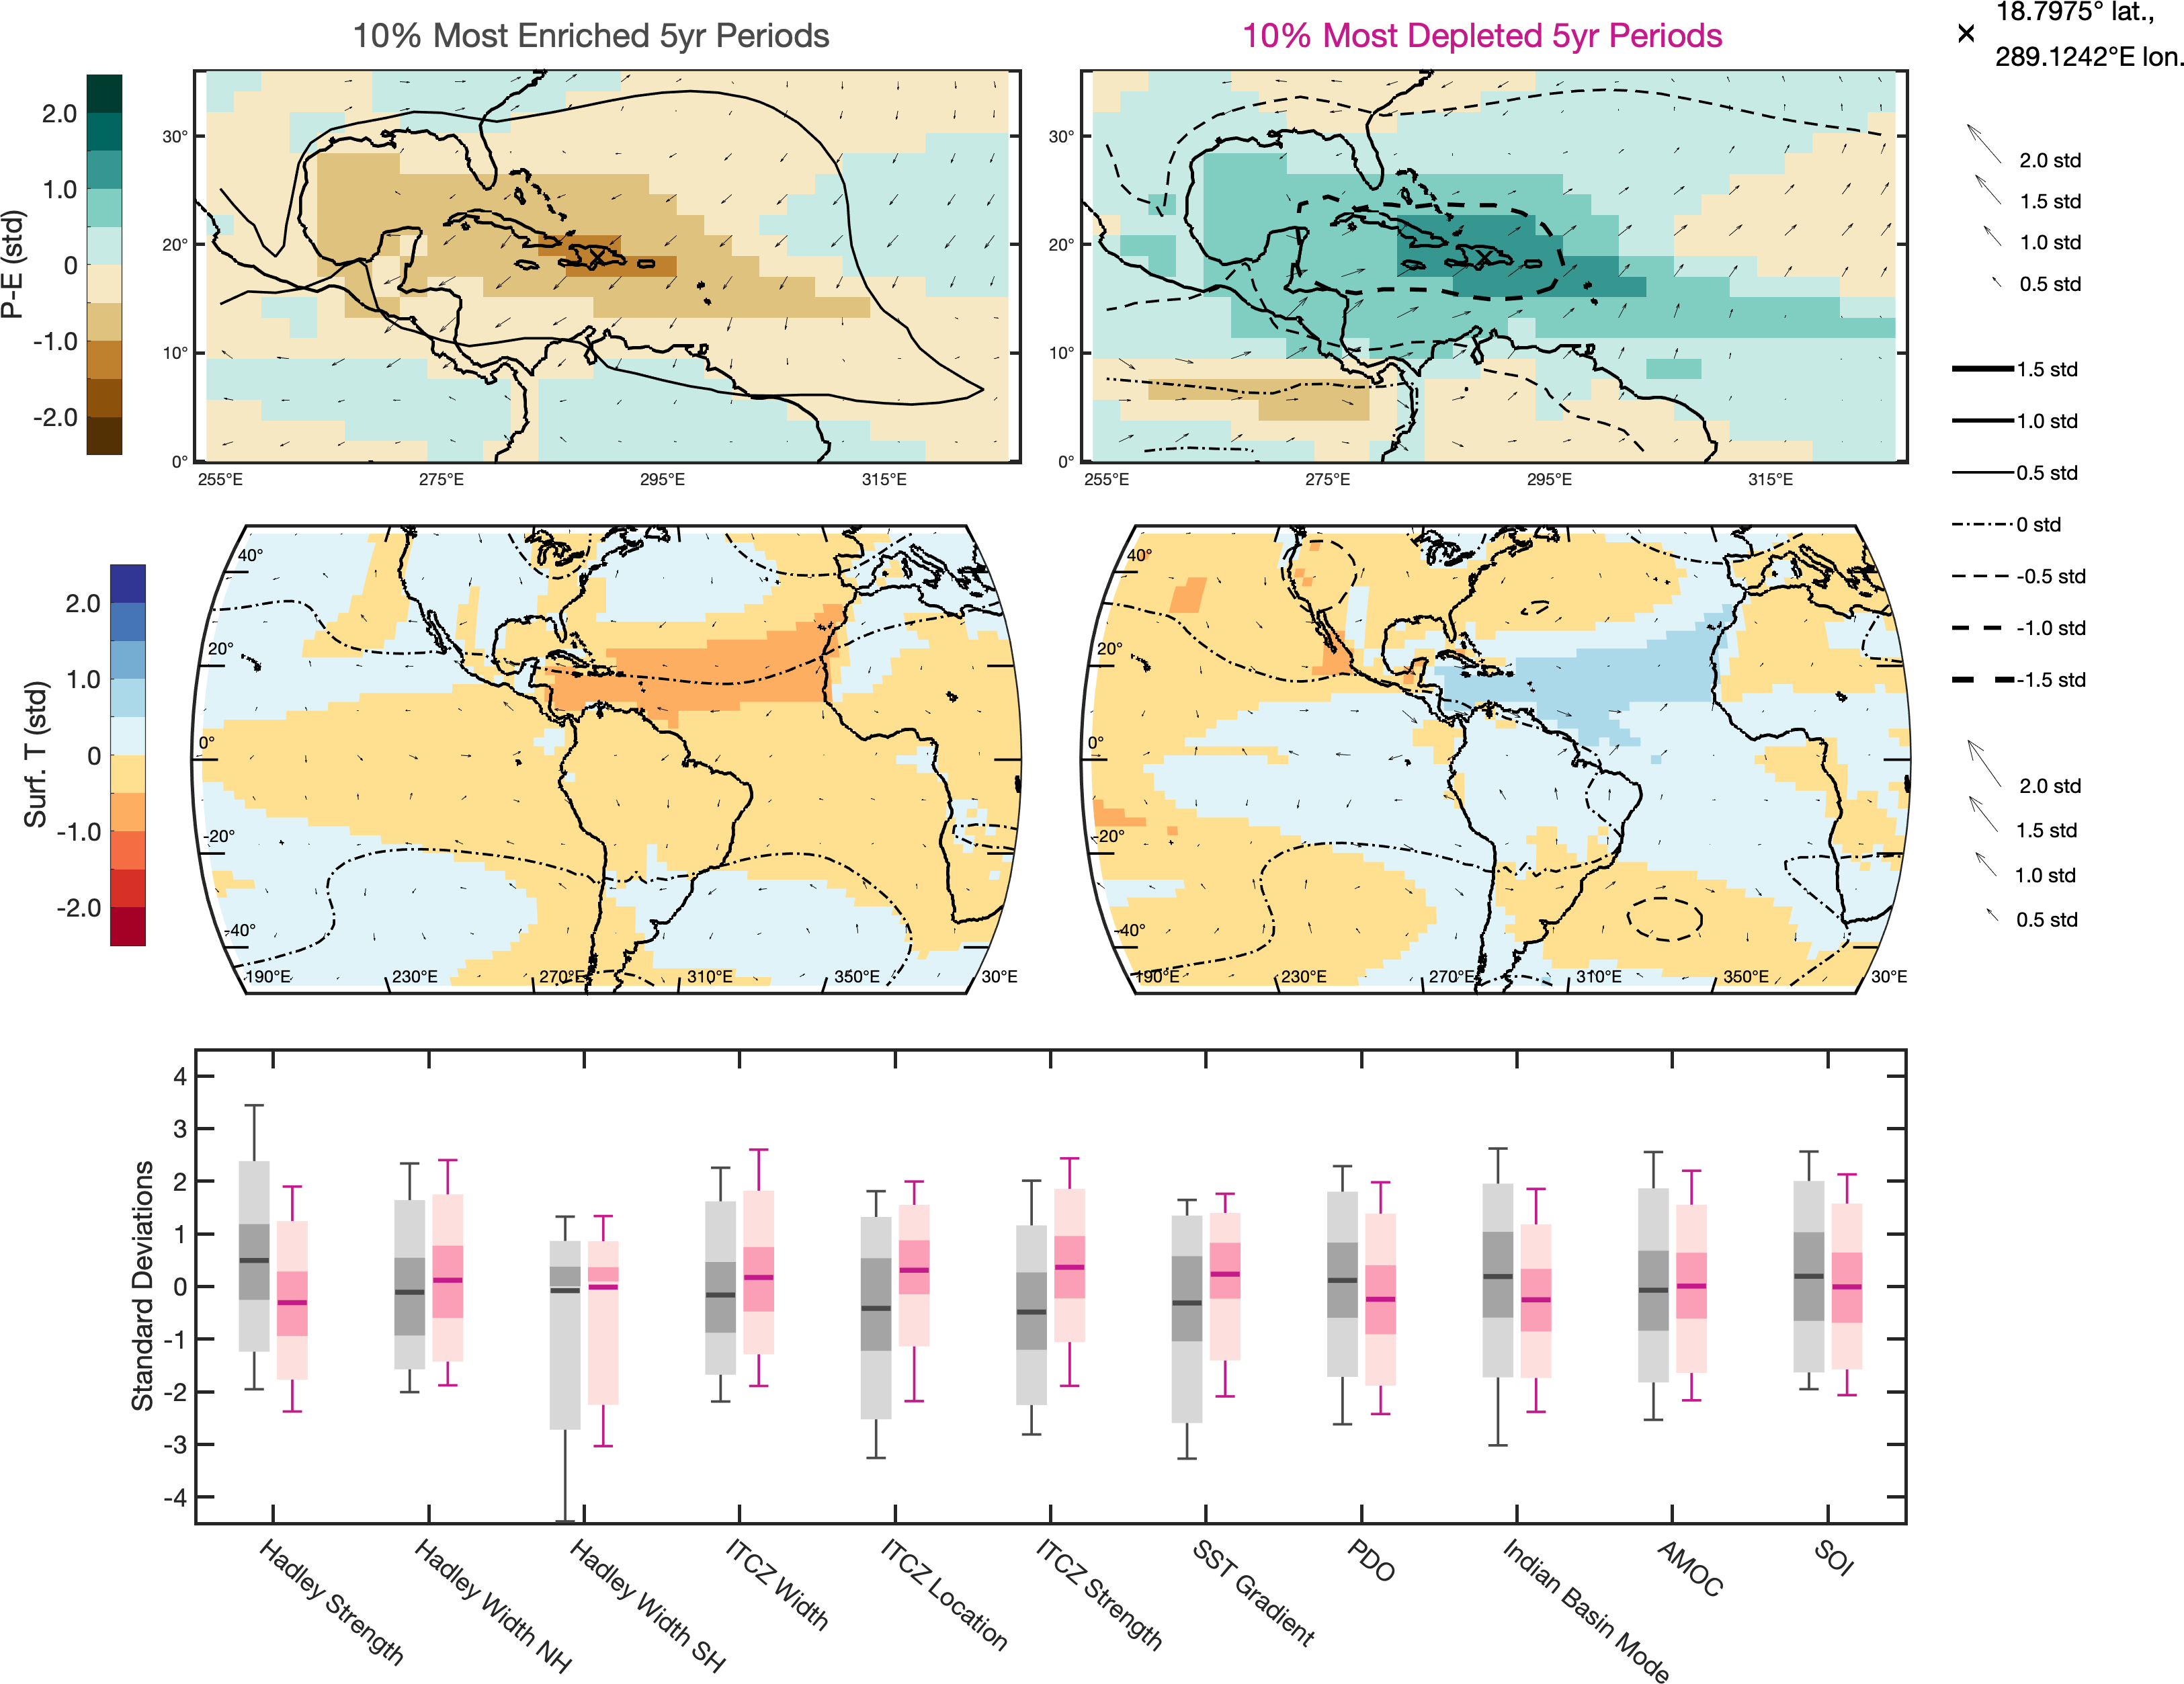 10% Most Enriched 5yr Periods
10% Most Depleted 5yr Periods
× 18.7975° lat.,
289.1242°E lon.
P-E (std)
2.0
1.0
0
-1.0
-2.0
30°
20°
10°
0°
255°E 275°E 295°E 315°E
30°
20°
10°
0°
255°E 275°E 295°E 315°E
2.0 std
1.5 std
1.0 std
0.5 std
1.5 std
1.0 std
0.5 std
0 std
-0.5 std
-1.0 std
-1.5 std
2.0 std
1.5 std
1.0 std
0.5 std
Surf. T (std)
2.0
1.0
0
-1.0
-2.0
40°
20°
0°
-20°
-40°
190°E 230°E 270°E 310°E 350°E 30°E
40°
20°
0°
-20°
-40°
190°E 230°E 270°E 310°E 350°E 30°E
Standard Deviations
4
3
2
1
0
-1
-2
-3
-4
Hadley Strength
Hadley Width NH
Hadley Width SH
ITCZ Width
ITCZ Location
ITCZ Strength
SST Gradient
PDO
Indian Basin Mode
AMOC
SOI